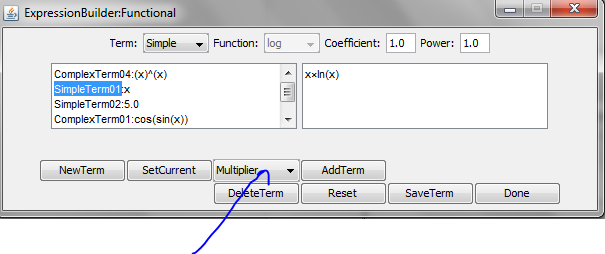 ExpressionBuilder:Functional
Term: Simple Function: log Coefficient: 1.0 Power: 1.0
ComplexTerm04:(x)^(x)
SimpleTerm01:x
SimpleTerm02:5.0
ComplexTerm01:cos(sin(x))
x×ln(x)
NewTerm SetCurrent Multiplier AddTerm
DeleteTerm Reset SaveTerm Done